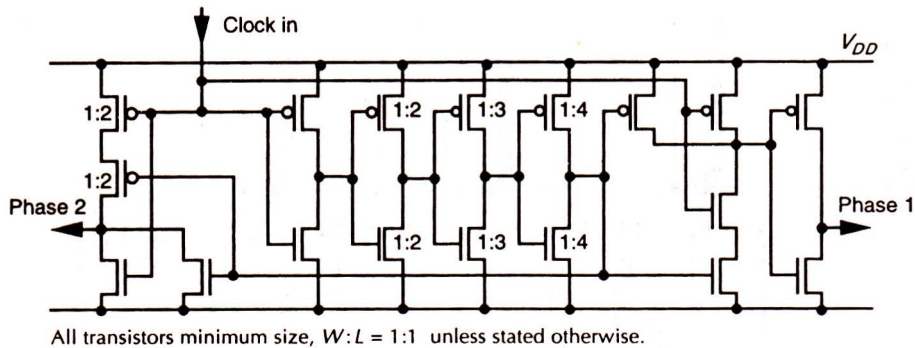 Clock in
V_DD
1:2
1:2
1:3
1:4
1:2
Phase 2
Phase 1
1:2
1:3
1:4
All transistors minimum size, W:L = 1:1 unless stated otherwise.